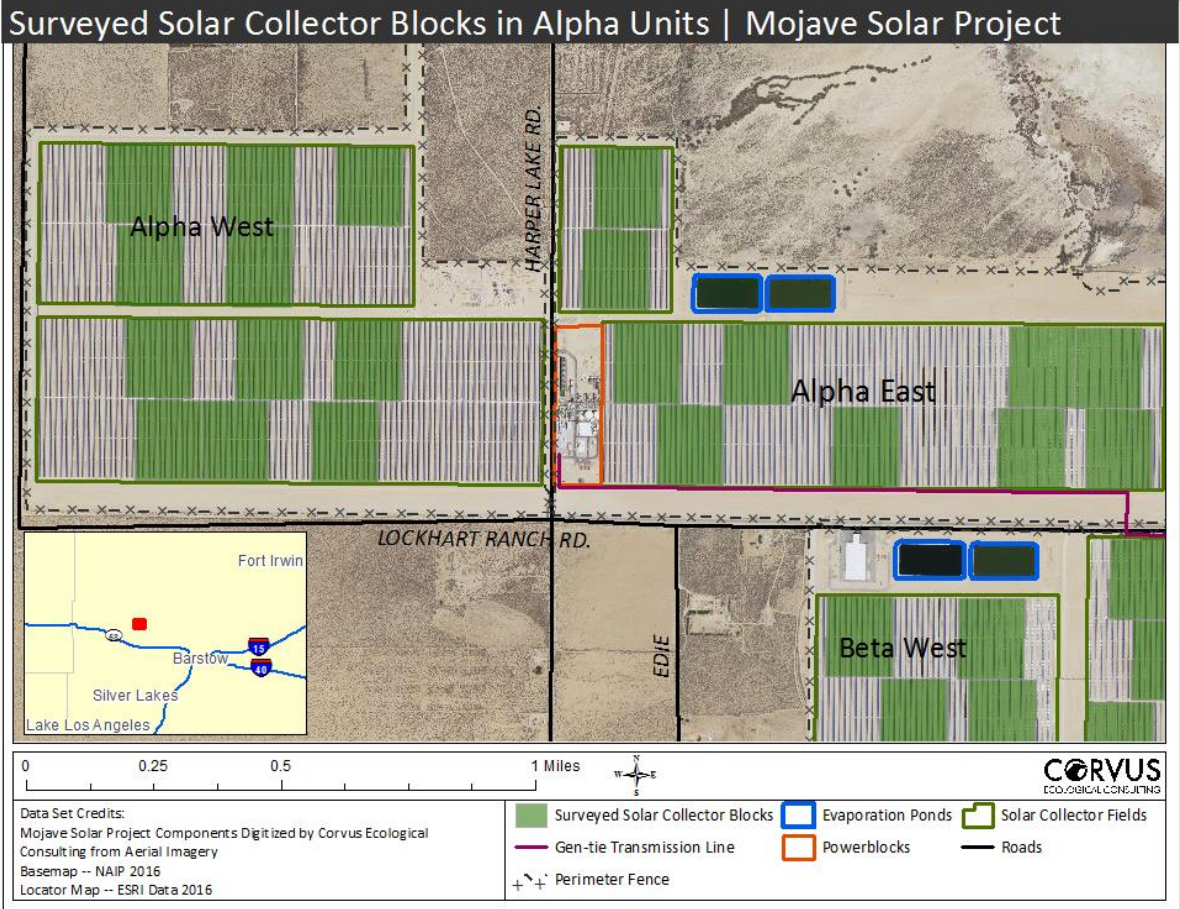 Surveyed Solar Collector Blocks in Alpha Units | Mojave Solar Project
HARPER LAKE RD.
Alpha West
Alpha East
LOCKHART RANCH RD.
EDIE
Beta West
Fort Irwin
58
15
Barstow
40
Silver Lakes
Lake Los Angeles
0 0.25 0.5 1 Miles
N
W E
S
CORVUS
ECOLOGICAL CONSULTING
Data Set Credits:
Mojave Solar Project Components Digitized by Corvus Ecological
Consulting from Aerial Imagery
Basemap -- NAIP 2016
Locator Map -- ESRI Data 2016
Surveyed Solar Collector Blocks
Evaporation Ponds
Solar Collector Fields
Gen-tie Transmission Line
Powerblocks
Roads
Perimeter Fence